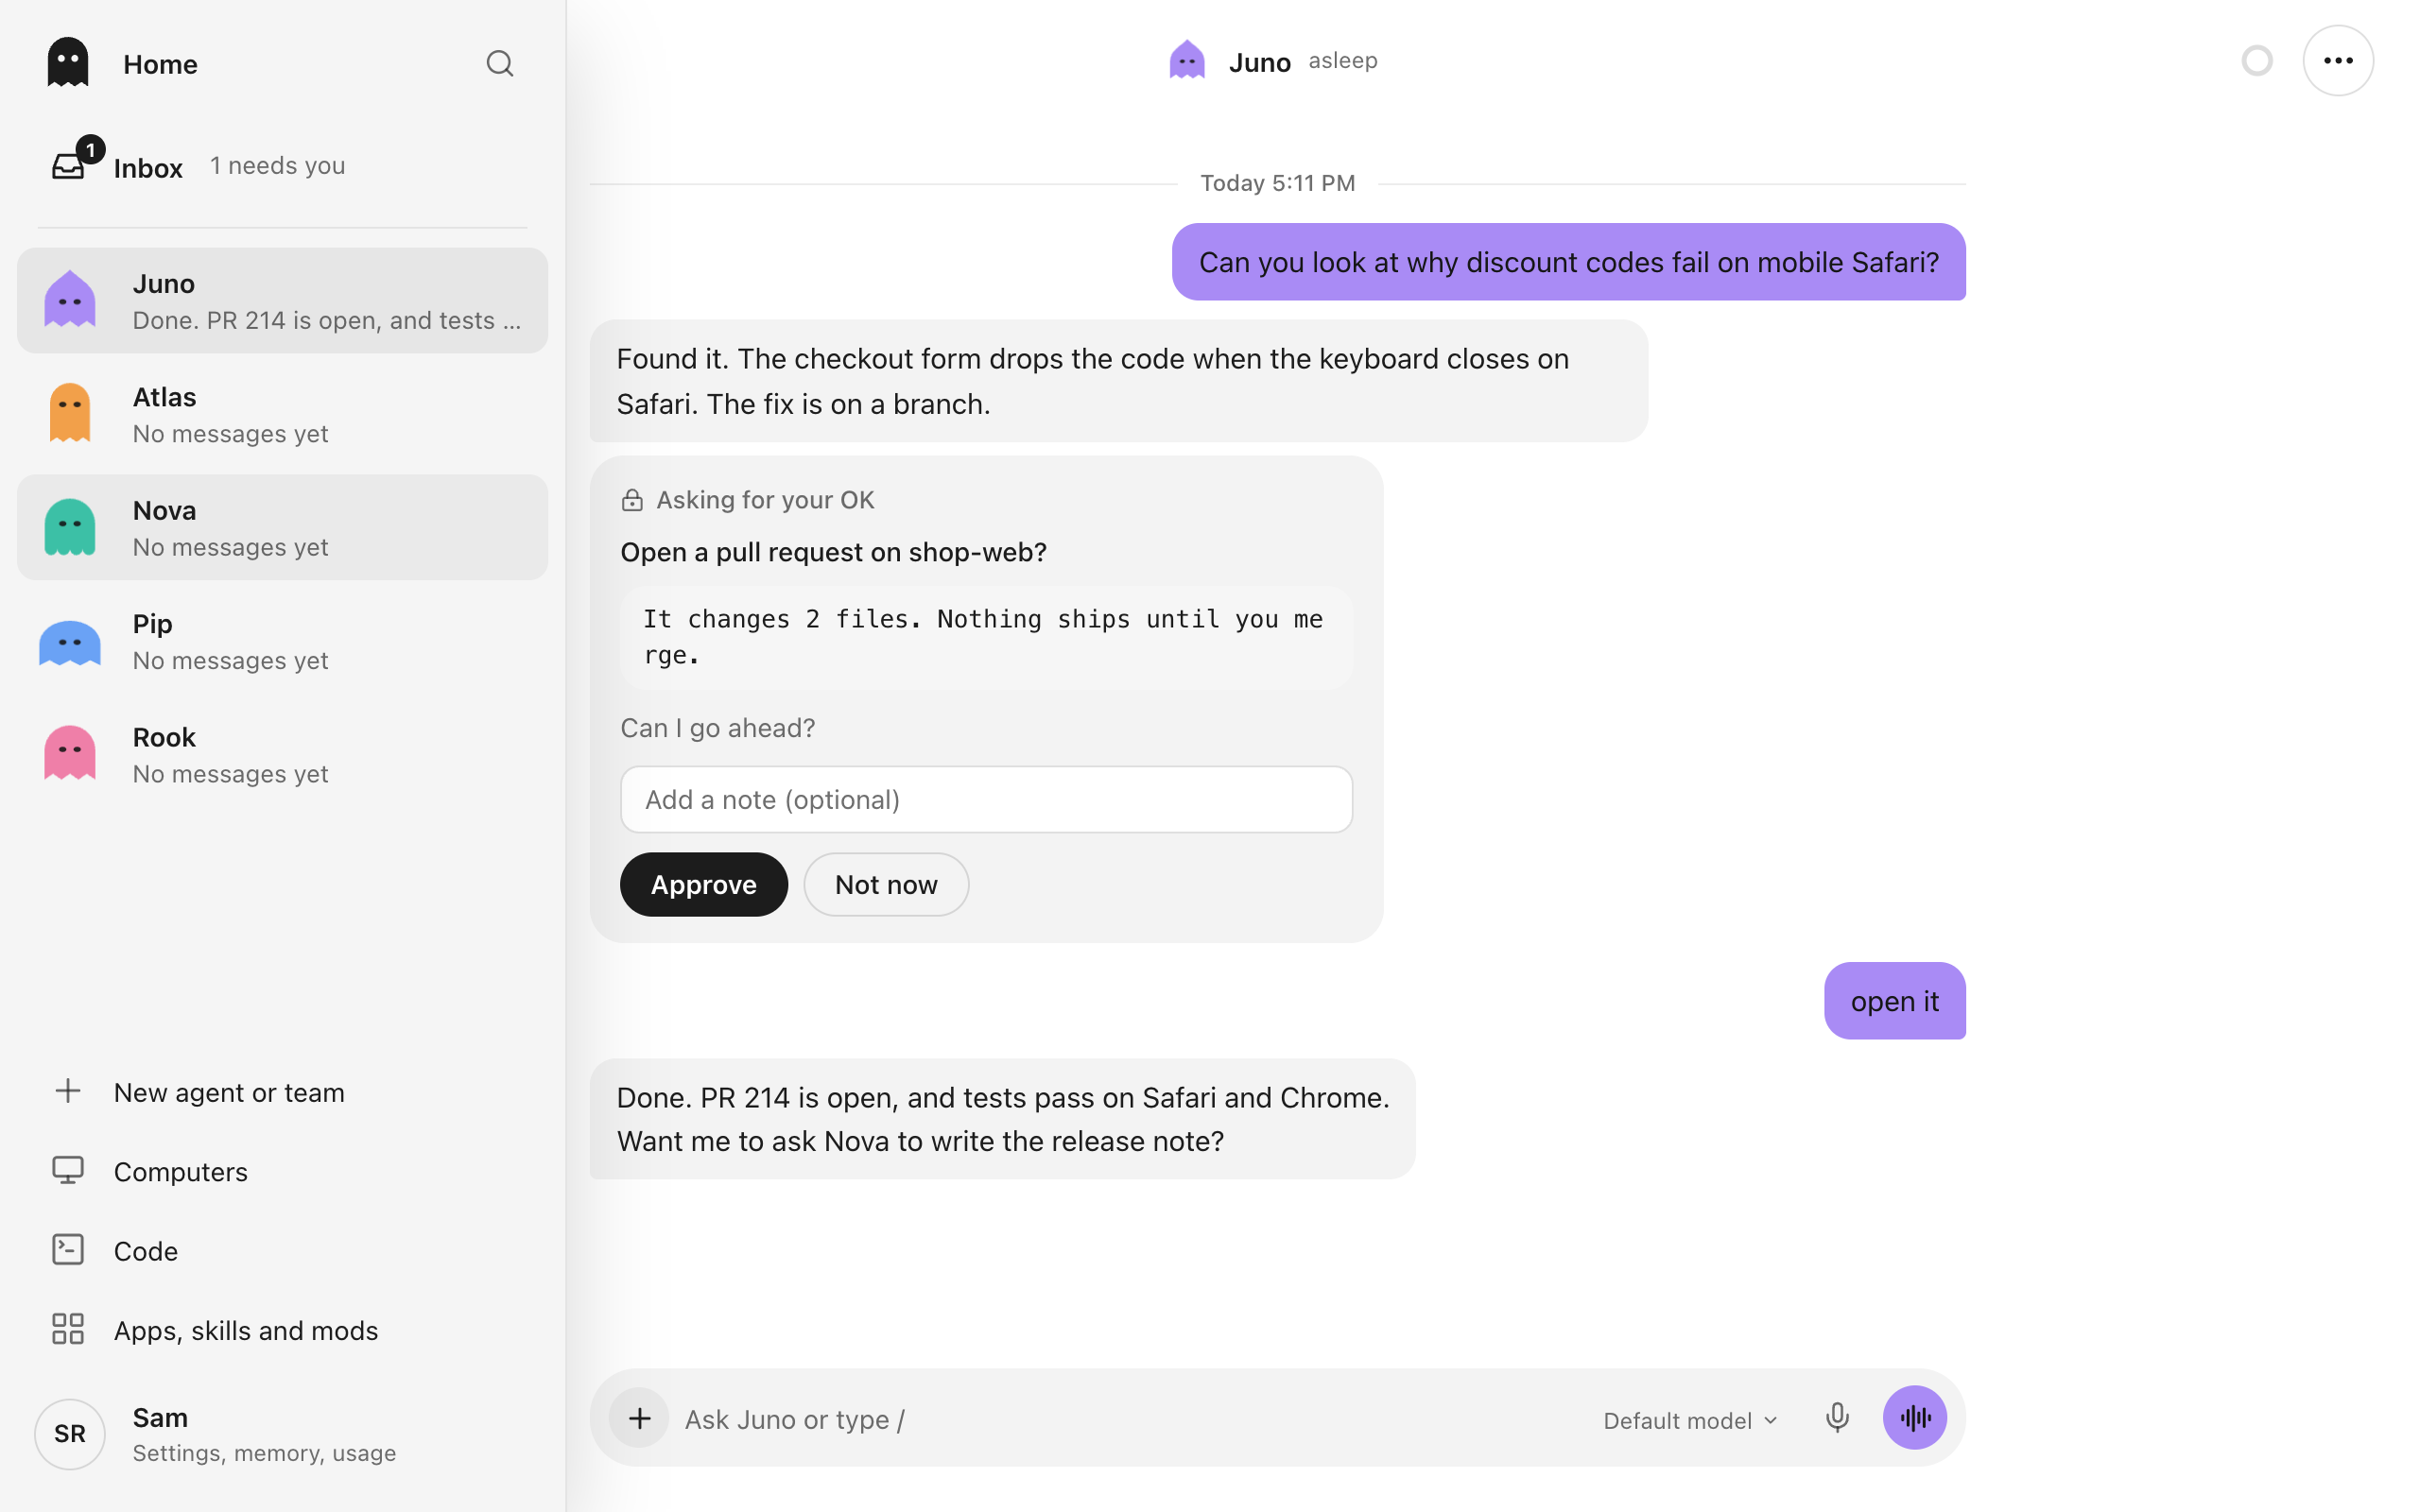 Home
1
Inbox 1 needs you
Juno
Done. PR 214 is open, and tests ...
Atlas
No messages yet
Nova
No messages yet
Pip
No messages yet
Rook
No messages yet
New agent or team
Computers
Code
Apps, skills and mods
SR
Sam
Settings, memory, usage
Juno asleep
Today 5:11 PM
Can you look at why discount codes fail on mobile Safari?
Found it. The checkout form drops the code when the keyboard closes on
Safari. The fix is on a branch.
Asking for your OK
Open a pull request on shop-web?
It changes 2 files. Nothing ships until you me
rge.
Can I go ahead?
Add a note (optional)
Approve Not now
open it
Done. PR 214 is open, and tests pass on Safari and Chrome.
Want me to ask Nova to write the release note?
Ask Juno or type /
Default model